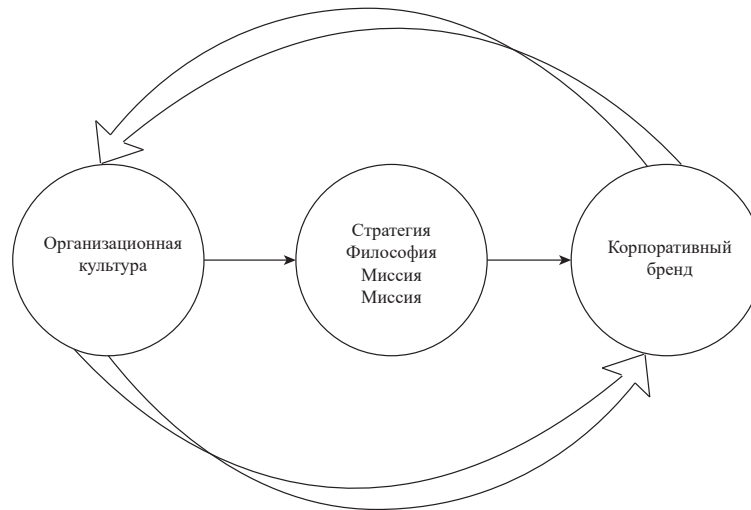 Организационная
культура
Стратегия
Философия
Миссия
Миссия
Корпоративный
бренд